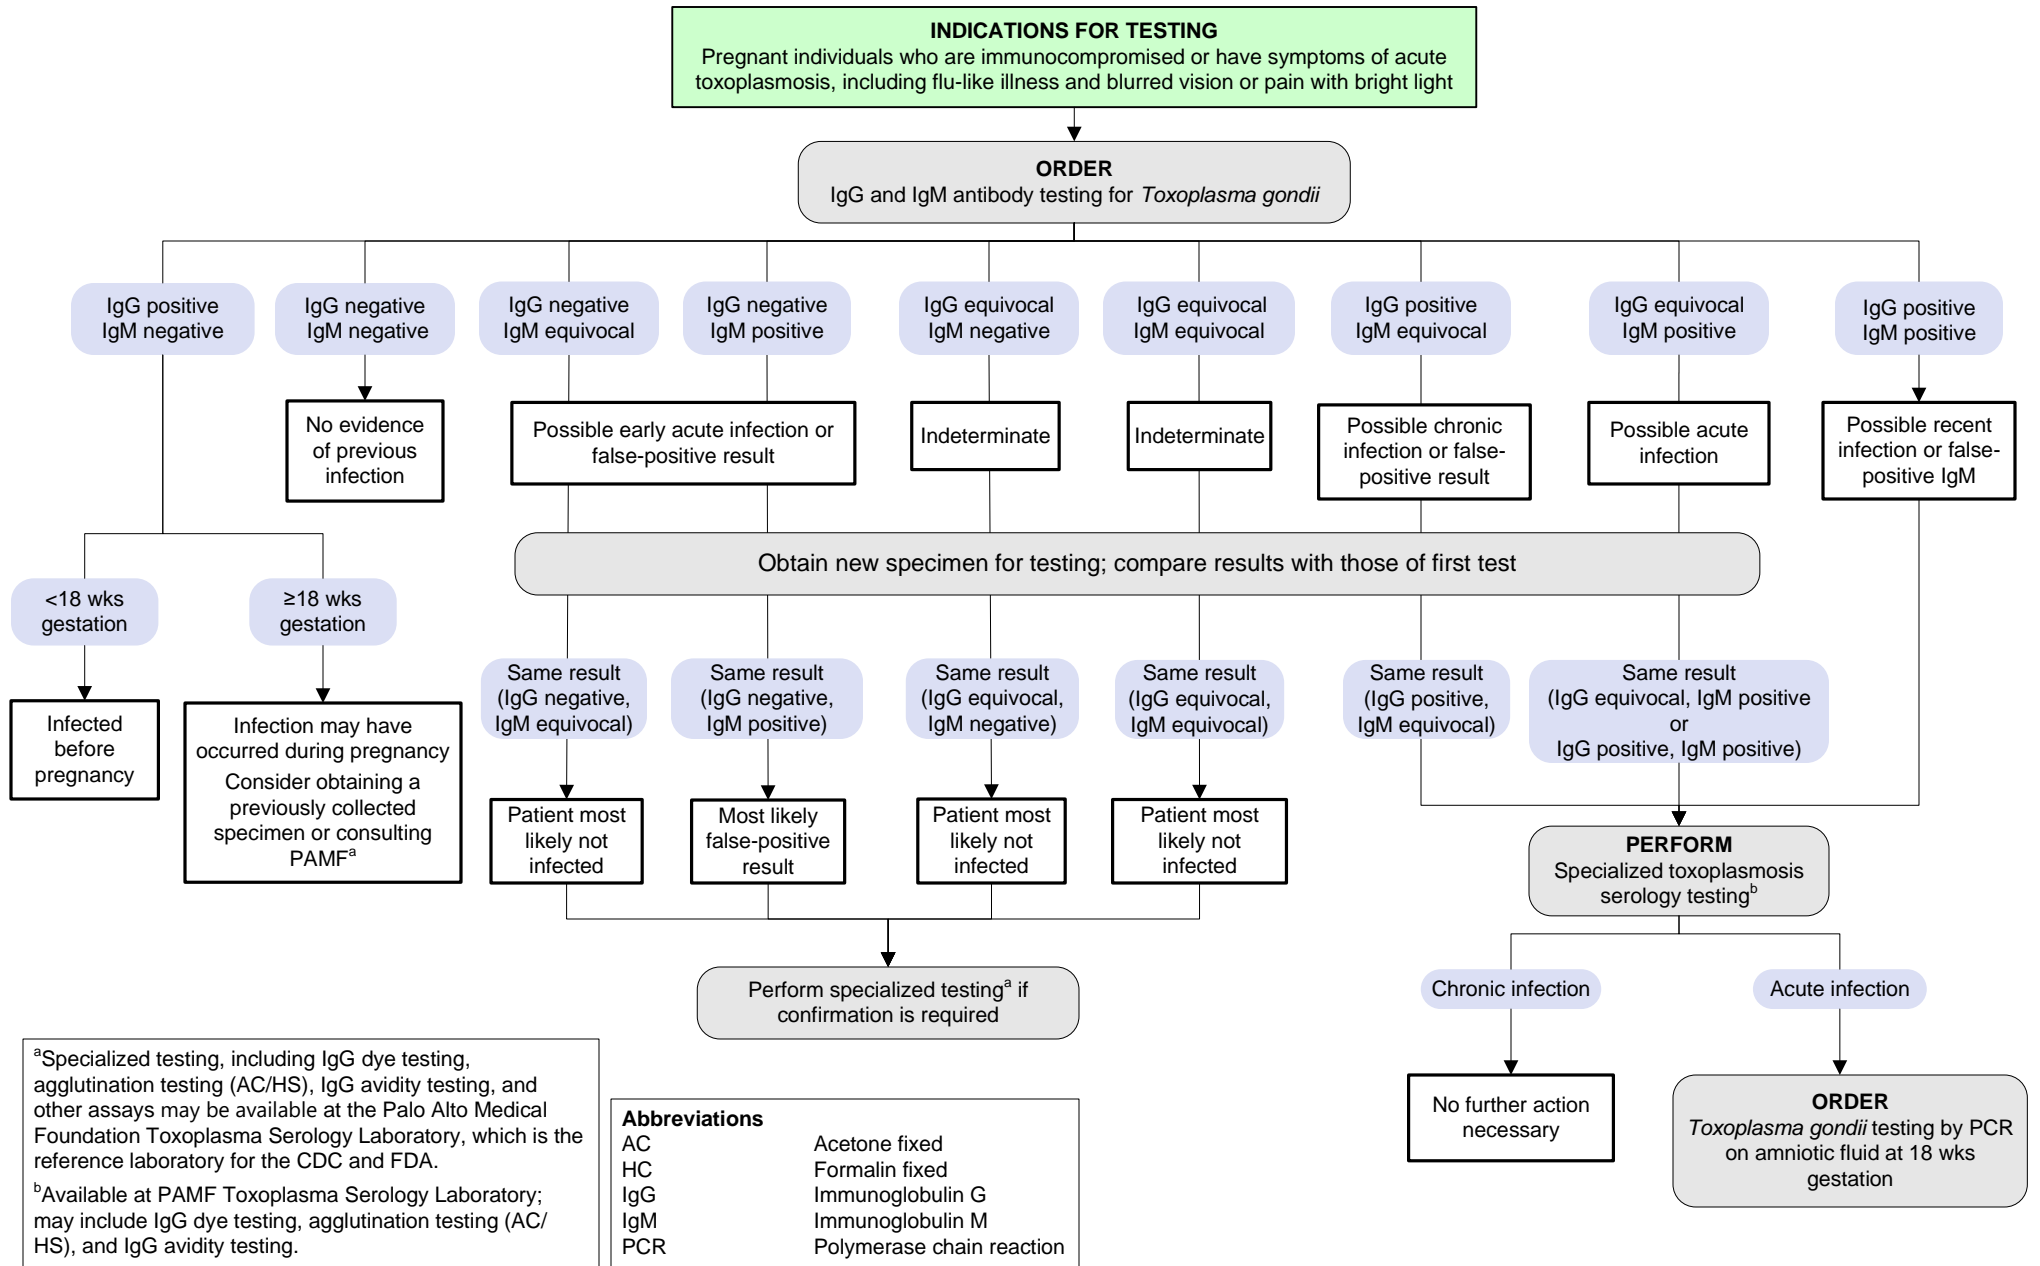 INDICATIONS FOR TESTING
Pregnant individuals who are immunocompromised or have symptoms of acute
toxoplasmosis, including flu-like illness and blurred vision or pain with bright light
ORDER
IgG and IgM antibody testing for Toxoplasma gondii
IgG positive
IgM negative
IgG negative
IgM negative
IgG negative
IgM equivocal
IgG negative
IgM positive
IgG equivocal
IgM negative
IgG equivocal
IgM equivocal
IgG positive
IgM equivocal
IgG equivocal
IgM positive
IgG positive
IgM positive
No evidence
of previous
infection
Possible early acute infection or
false-positive result
Indeterminate
Indeterminate
Possible chronic
infection or false-
positive result
Possible acute
infection
Possible recent
infection or false-
positive IgM
Obtain new specimen for testing; compare results with those of first test
<18 wks
gestation
≥18 wks
gestation
Infected
before
pregnancy
Infection may have
occurred during pregnancy
Consider obtaining a
previously collected
specimen or consulting
PAMFa
Same result
(IgG negative,
IgM equivocal)
Same result
(IgG negative,
IgM positive)
Same result
(IgG equivocal,
IgM negative)
Same result
(IgG equivocal,
IgM equivocal)
Same result
(IgG positive,
IgM equivocal)
Same result
(IgG equivocal, IgM positive
or
IgG positive, IgM positive)
Patient most
likely not
infected
Most likely
false-positive
result
Patient most
likely not
infected
Patient most
likely not
infected
PERFORM
Specialized toxoplasmosis
serology testingb
Perform specialized testinga if
confirmation is required
Chronic infection
Acute infection
No further action
necessary
ORDER
Toxoplasma gondii testing by PCR
on amniotic fluid at 18 wks
gestation
aSpecialized testing, including IgG dye testing,
agglutination testing (AC/HS), IgG avidity testing, and
other assays may be available at the Palo Alto Medical
Foundation Toxoplasma Serology Laboratory, which is the
reference laboratory for the CDC and FDA.
bAvailable at PAMF Toxoplasma Serology Laboratory;
may include IgG dye testing, agglutination testing (AC/
HS), and IgG avidity testing.
Abbreviations
AC Acetone fixed
HC Formalin fixed
IgG Immunoglobulin G
IgM Immunoglobulin M
PCR Polymerase chain reaction